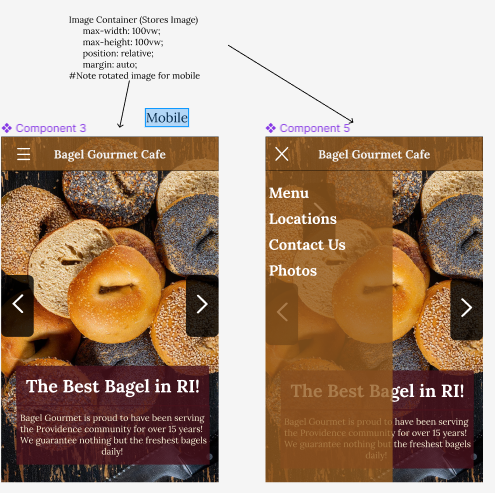 Image Container (Stores Image)
max-width: 100vw;
max-height: 100vw;
position: relative;
margin: auto;
#Note rotated image for mobile
Mobile
Component 3
Bagel Gourmet Cafe
The Best Bagel in RI!
Bagel Gourmet is proud to have been serving
the Providence community for over 15 years!
We guarantee nothing but the freshest bagels
daily!
Component 5
Bagel Gourmet Cafe
Menu
Locations
Contact Us
Photos
The Best Bagel in RI!
Bagel Gourmet is proud to have been serving
the Providence community for over 15 years!
We guarantee nothing but the freshest bagels
daily!